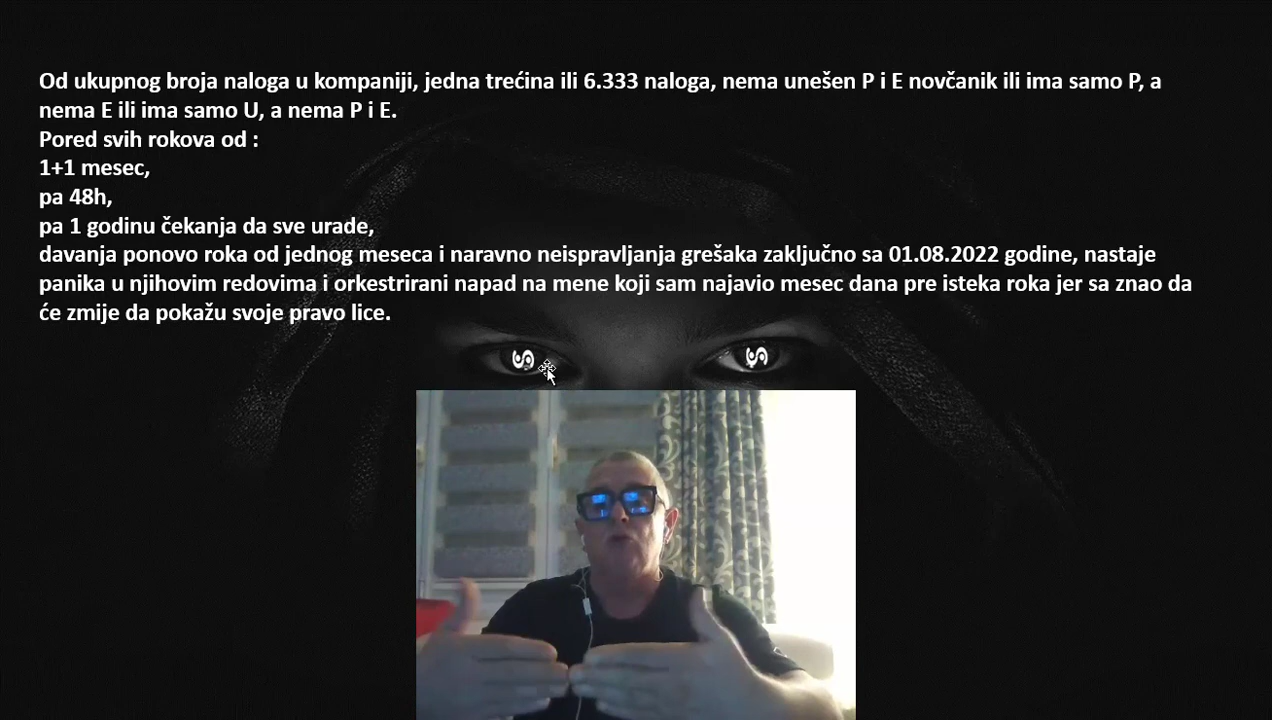 Od ukupnog broja naloga u kompaniji, jedna trećina ili 6.333 naloga, nema unešen P i E novčanik ili ima samo P, a
nema E ili ima samo U, a nema P i E.
Pored svih rokova od :
1+1 mesec,
pa 48h,
pa 1 godinu čekanja da sve urade,
davanja ponovo roka od jednog meseca i naravno neispravljanja grešaka zaključno sa 01.08.2022 godine, nastaje
panika u njihovim redovima i orkestrirani napad na mene koji sam najavio mesec dana pre isteka roka jer sa znao da
će zmije da pokažu svoje pravo lice.